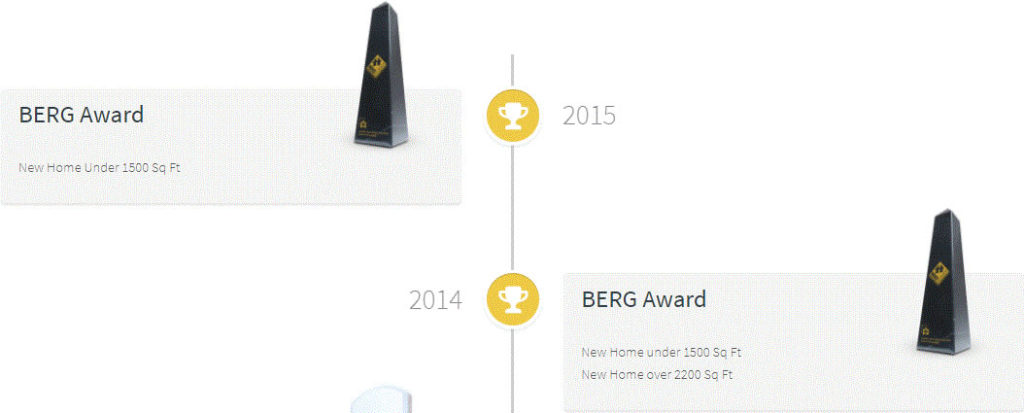 BERG Award
2015
New Home Under 1500 Sq Ft
2014
BERG Award
New Home under 1500 Sq Ft
New Home over 2200 Sq Ft